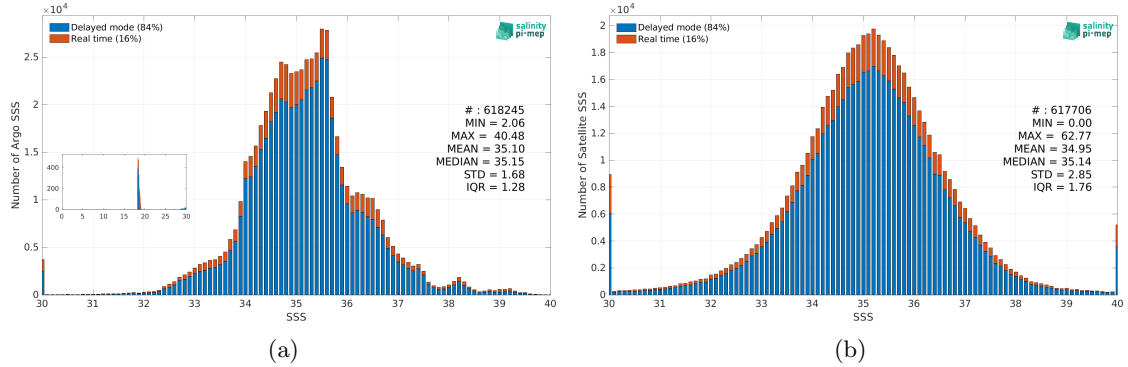 ×10⁴
Delayed mode (84%)
Real time (16%)
salinity
pi-mep
Number of Argo SSS
2.5
2
1.5
1
0.5
0
# : 618245
MIN = 2.06
MAX = 40.48
MEAN = 35.10
MEDIAN = 35.15
STD = 1.68
IQR = 1.28
400
200
0
0 5 10 15 20 25 30
30 31 32 33 34 35 36 37 38 39 40
SSS
(a)
×10⁴
Delayed mode (84%)
Real time (16%)
salinity
pi-mep
Number of Satellite SSS
2
1.8
1.6
1.4
1.2
1
0.8
0.6
0.4
0.2
0
# : 617706
MIN = 0.00
MAX = 62.77
MEAN = 34.95
MEDIAN = 35.14
STD = 2.85
IQR = 1.76
30 31 32 33 34 35 36 37 38 39 40
SSS
(b)